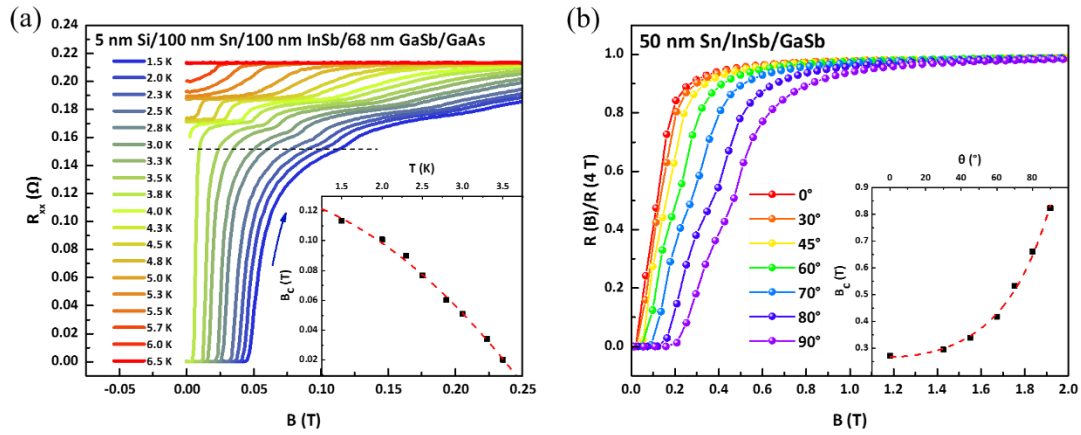 (a)
5 nm Si/100 nm Sn/100 nm InSb/68 nm GaSb/GaAs
0.24
0.22
0.20
0.18
0.16
0.14
0.12
0.10
0.08
0.06
0.04
0.02
0.00
Rxx (Ω)
1.5 K
2.0 K
2.3 K
2.5 K
2.8 K
3.3 K
3.5 K
3.8 K
4.0 K
4.3 K
4.5 K
4.8 K
5.0 K
5.3 K
5.5 K
5.7 K
6.0 K
6.5 K
T (K)
1.5 2.0 2.5 3.0 3.5
0.12
0.10
0.08
0.06
0.04
0.02
BC (T)
-0.05 0.00 0.05 0.10 0.15 0.20 0.25
B (T)
(b)
50 nm Sn/InSb/GaSb
1.0
0.8
0.6
0.4
0.2
0.0
R (B)/R (4 T)
0°
30°
45°
60°
70°
80°
90°
θ (°)
0 20 40 60 80
0.9
0.8
0.7
0.6
0.5
0.4
0.3
0.2
BC (T)
0.0 0.2 0.4 0.6 0.8 1.0 1.2 1.4 1.6 1.8 2.0
B (T)